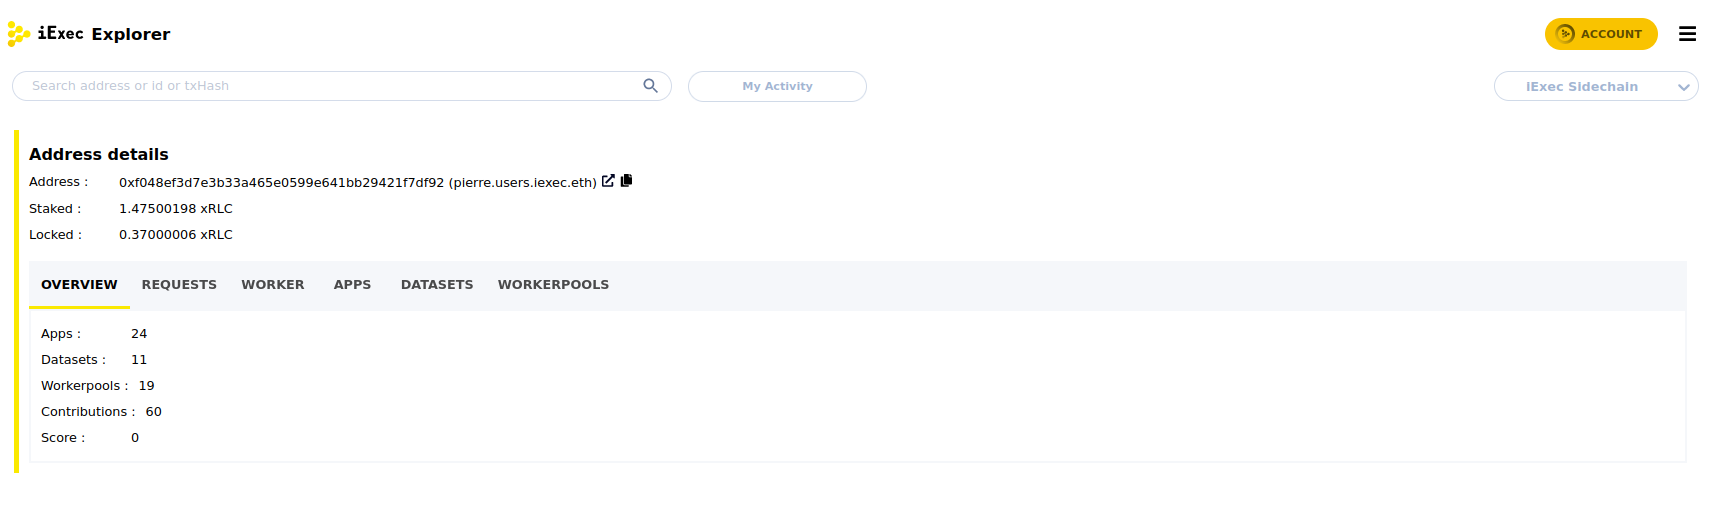 iExec Explorer
ACCOUNT
Search address or id or txHash
My Activity
iExec Sidechain
Address details
Address : 0xf048ef3d7e3b33a465e0599e641bb29421f7df92 (pierre.users.iexec.eth)
Staked : 1.47500198 xRLC
Locked : 0.37000006 xRLC
OVERVIEW REQUESTS WORKER APPS DATASETS WORKERPOOLS
Apps : 24
Datasets : 11
Workerpools : 19
Contributions : 60
Score : 0